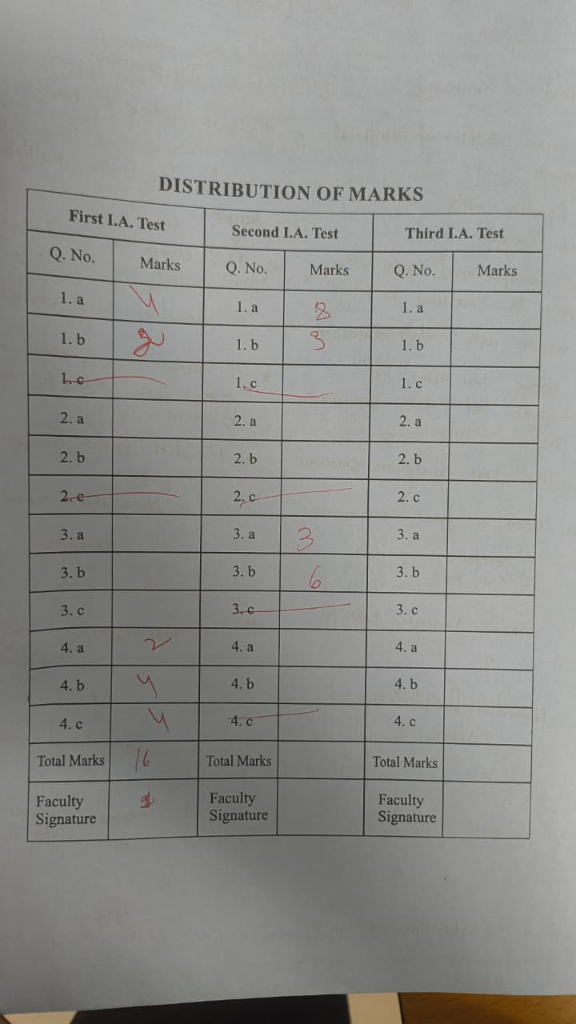 DISTRIBUTION OF MARKS
First I.A. Test Second I.A. Test Third I.A. Test
Q. No. Marks Q. No. Marks Q. No. Marks
1. a 4 1. a 8 1. a
1. b 2 1. b 3 1. b
1. c 1. c 1. c
2. a 2. a 2. a
2. b 2. b 2. b
2. c 2. c 2. c
3. a 3. a 3 3. a
3. b 3. b 6 3. b
3. c 3. c 3. c
4. a 2 4. a 4. a
4. b 4 4. b 4. b
4. c 4 4. c 4. c
Total Marks 16 Total Marks Total Marks
Faculty Signature Faculty Signature Faculty Signature